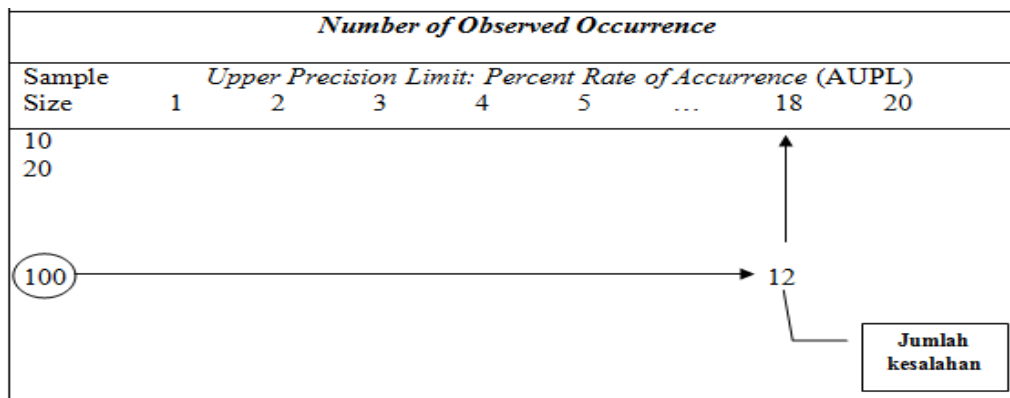 Number of Observed Occurrence
Sample Upper Precision Limit: Percent Rate of Accurrence (AUPL)
Size 1 2 3 4 5 ... 18 20
10
20
100 12
Jumlah
kesalahan